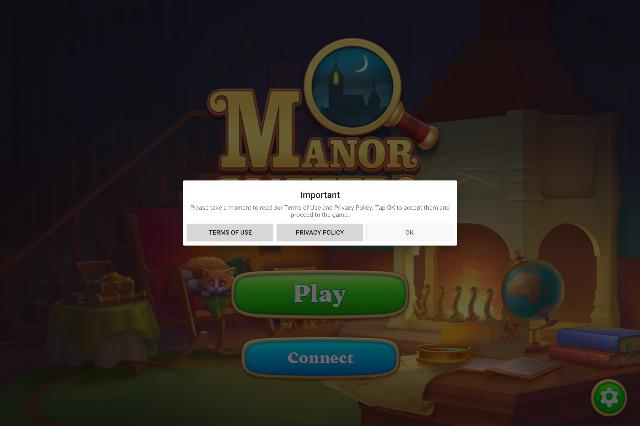 MANOR
Important
Please take a moment to read our Terms of Use and Privacy Policy. Tap OK to accept them and
proceed to the game.
TERMS OF USE
PRIVACY POLICY
OK
Play
Connect